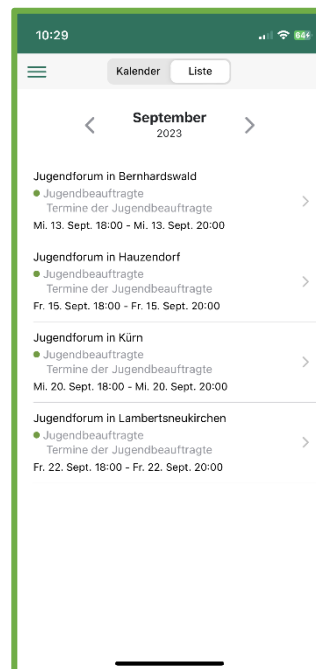 10:29
64
Kalender Liste
September
2023
Jugendforum in Bernhardswald
Jugendbeauftragte
Termine der Jugendbeauftragte
Mi. 13. Sept. 18:00 - Mi. 13. Sept. 20:00
Jugendforum in Hauzendorf
Jugendbeauftragte
Termine der Jugendbeauftragte
Fr. 15. Sept. 18:00 - Fr. 15. Sept. 20:00
Jugendforum in Kürn
Jugendbeauftragte
Termine der Jugendbeauftragte
Mi. 20. Sept. 18:00 - Mi. 20. Sept. 20:00
Jugendforum in Lambertsneukirchen
Jugendbeauftragte
Termine der Jugendbeauftragte
Fr. 22. Sept. 18:00 - Fr. 22. Sept. 20:00